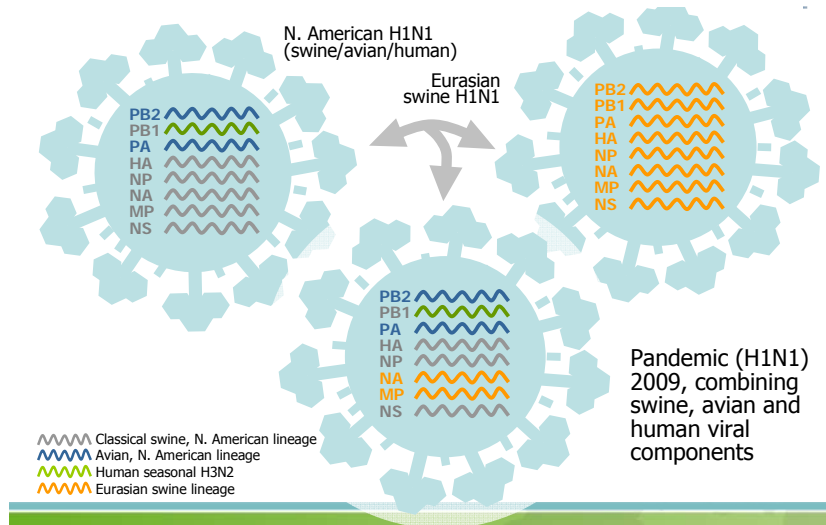 N. American H1N1
(swine/avian/human)
Eurasian
swine H1N1
PB2
PB1
PA
HA
NP
NA
MP
NS
PB2
PB1
PA
HA
NP
NA
MP
NS
PB2
PB1
PA
HA
NP
NA
MP
NS
Pandemic (H1N1)
2009, combining
swine, avian and
human viral
components
Classical swine, N. American lineage
Avian, N. American lineage
Human seasonal H3N2
Eurasian swine lineage